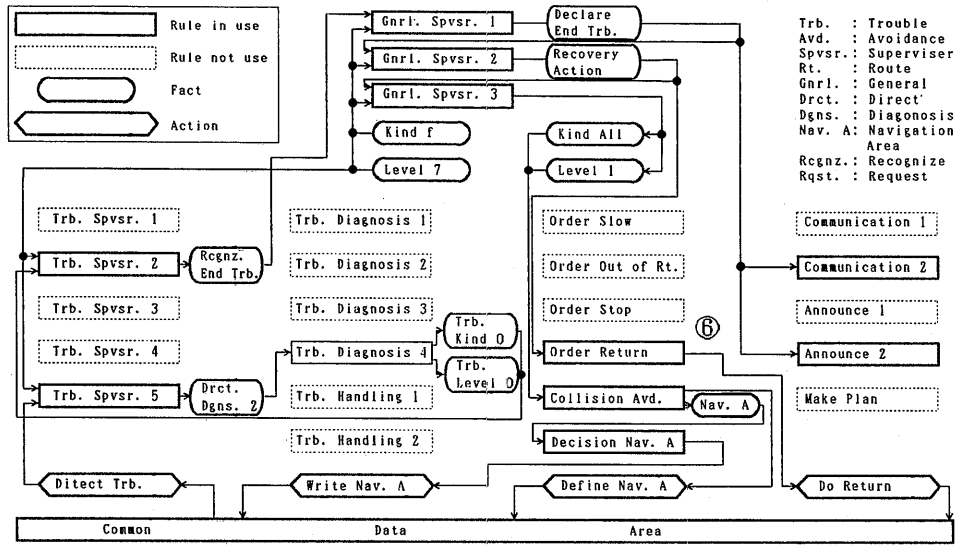 Rule in use
Rule not use
Fact
Action
Gnrl. Spvsr. 1
Declare
End Trb.
Gnrl. Spvsr. 2
Recovery
Action
Gnrl. Spvsr. 3
Kind f
Kind All
Level 7
Level 1
Trb. : Trouble
Avd. : Avoidance
Spvsr.: Superviser
Rt. : Route
Gnrl. : General
Drct. : Direct
Dgns. : Diagonosis
Nav. A: Navigation
Area
Rcgnz.: Recognize
Rqst. : Request
Trb. Spvsr. 1
Trb. Diagnosis 1
Order Slow
Communication 1
Trb. Spvsr. 2
Rcgnz.
End Trb.
Trb. Diagnosis 2
Order Out of Rt.
Communication 2
Trb. Spvsr. 3
Trb. Diagnosis 3
Order Stop
Announce 1
Trb. Spvsr. 4
Trb. Diagnosis 4
Trb.
Kind 0
Trb.
Level 0
Order Return
⑥
Announce 2
Trb. Spvsr. 5
Drct.
Dgns. 2
Trb. Handling 1
Collision Avd.
Nav. A
Make Plan
Trb. Handling 2
Decision Nav. A
Ditect Trb.
Write Nav. A
Define Nav. A
Do Return
Common Data Area